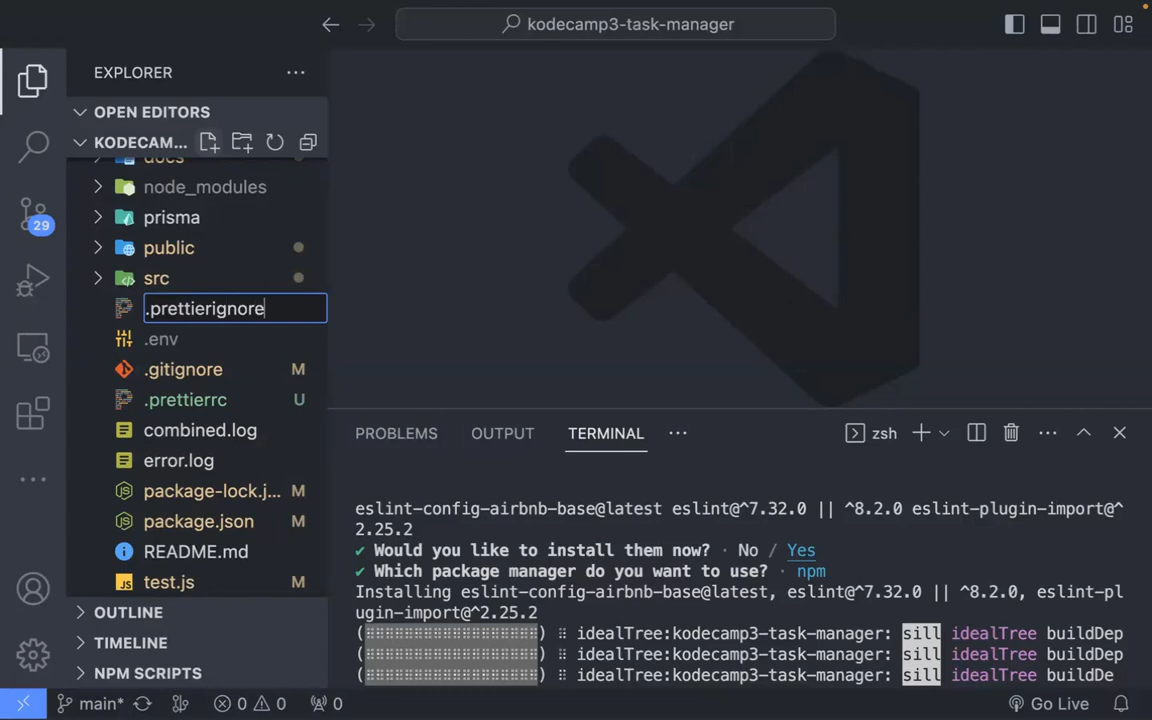 kodecamp3-task-manager
EXPLORER
OPEN EDITORS
KODECAM...
docs
node_modules
prisma
public
src
.prettierignore
.env
.gitignore M
.prettierrc U
combined.log
error.log
package-lock.j... M
package.json M
README.md
test.js M
OUTLINE
TIMELINE
NPM SCRIPTS
29
PROBLEMS OUTPUT TERMINAL ... zsh
eslint-config-airbnb-base@latest eslint@^7.32.0 || ^8.2.0 eslint-plugin-import@^
2.25.2
✔ Would you like to install them now? · No / Yes
✔ Which package manager do you want to use? · npm
Installing eslint-config-airbnb-base@latest, eslint@^7.32.0 || ^8.2.0, eslint-pl
ugin-import@^2.25.2
idealTree:kodecamp3-task-manager: sill idealTree buildDep
idealTree:kodecamp3-task-manager: sill idealTree buildDep
idealTree:kodecamp3-task-manager: sill idealTree buildDe
main* 0 0 0 Go Live